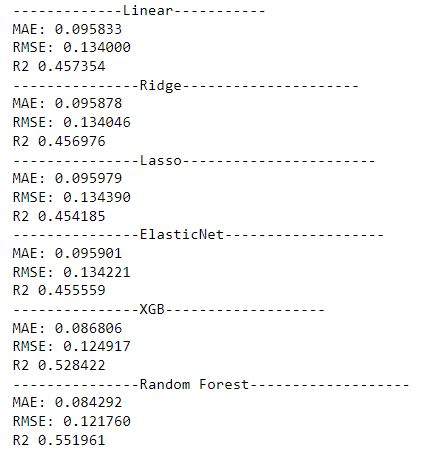 -------------Linear-----------
MAE: 0.095833
RMSE: 0.134000
R2 0.457354
---------------Ridge---------------------
MAE: 0.095878
RMSE: 0.134046
R2 0.456976
---------------Lasso-----------------------
MAE: 0.095979
RMSE: 0.134390
R2 0.454185
---------------ElasticNet-------------------
MAE: 0.095901
RMSE: 0.134221
R2 0.455559
---------------XGB-------------------
MAE: 0.086806
RMSE: 0.124917
R2 0.528422
---------------Random Forest-------------------
MAE: 0.084292
RMSE: 0.121760
R2 0.551961